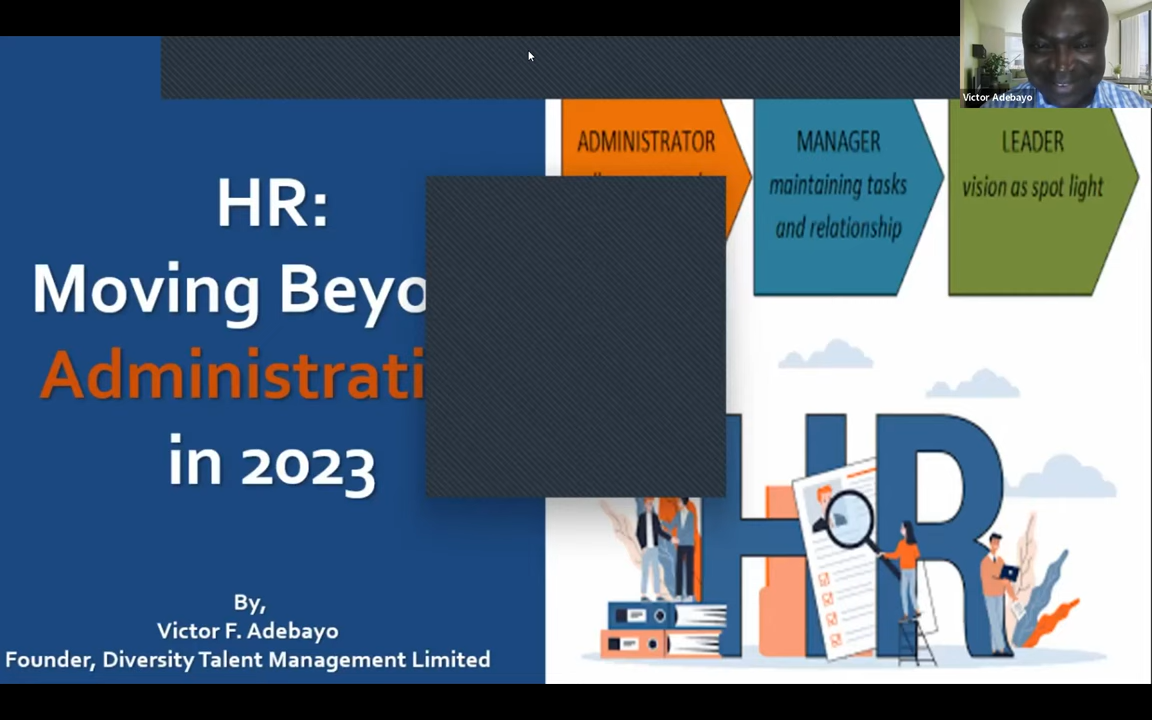 HR:
Moving Beyo
Administrati
in 2023
By,
Victor F. Adebayo
Founder, Diversity Talent Management Limited
ADMINISTRATOR
MANAGER
maintaining tasks
and relationship
LEADER
vision as spot light
HR
Victor Adebayo